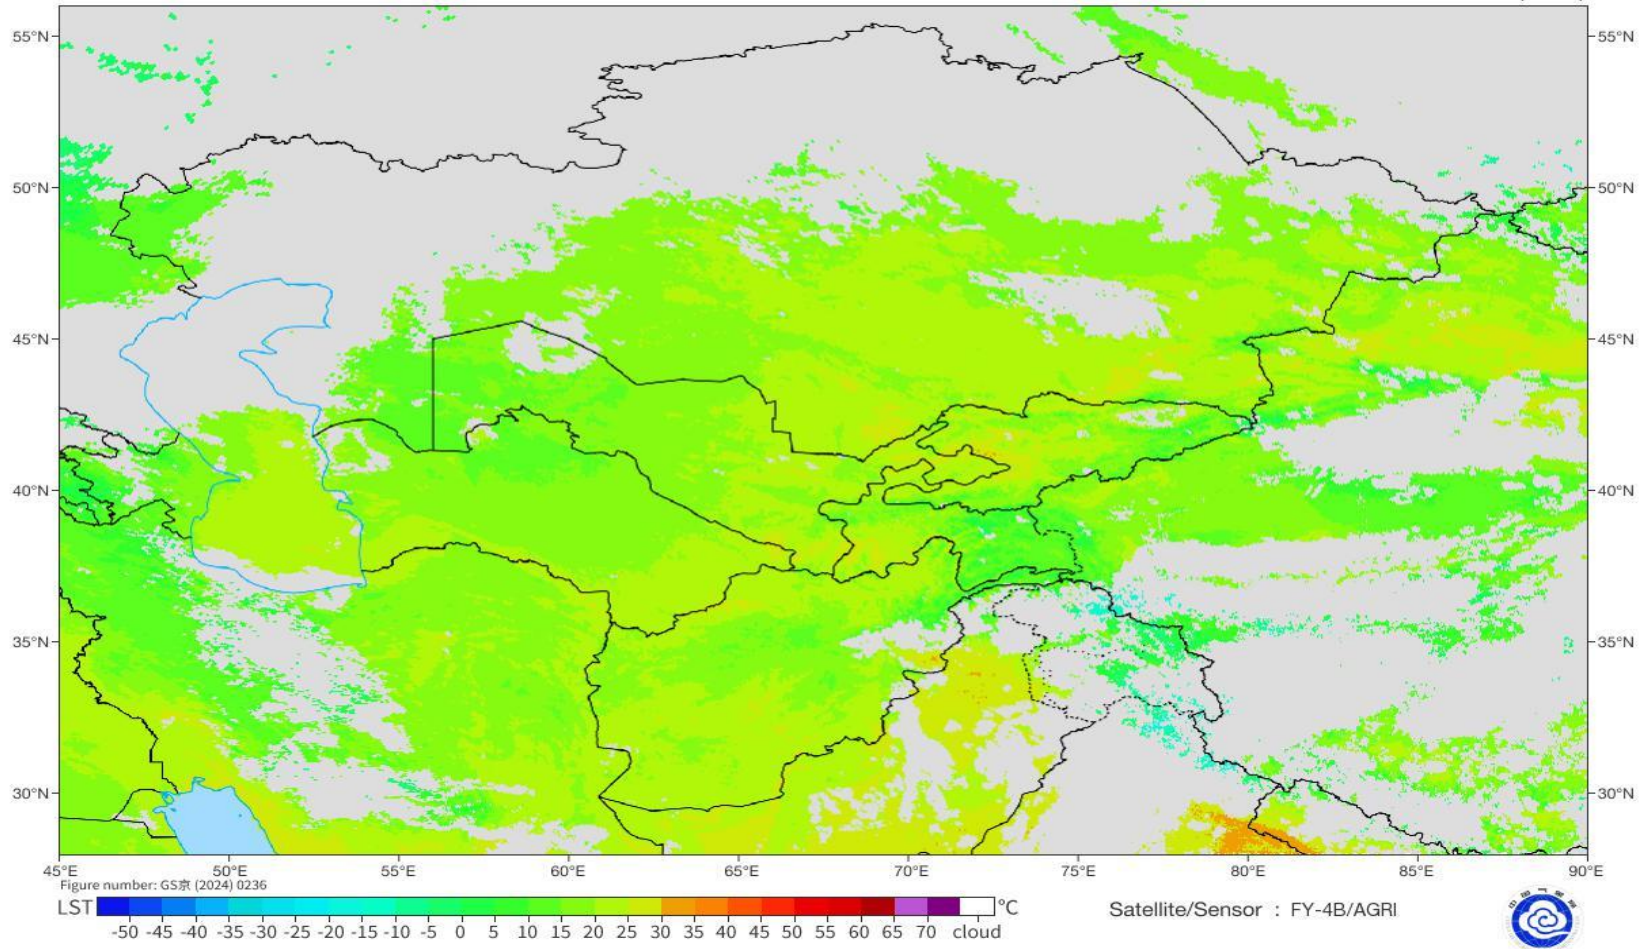 55°N 55°N
50°N 50°N
45°N 45°N
40°N 40°N
35°N 35°N
30°N 30°N
45°E 50°E 55°E 60°E 65°E 70°E 75°E 80°E 85°E 90°E
Figure number: GS京 (2024) 0236
LST °C
-50 -45 -40 -35 -30 -25 -20 -15 -10 -5 0 5 10 15 20 25 30 35 40 45 50 55 60 65 70 cloud
Satellite/Sensor : FY-4B/AGRI